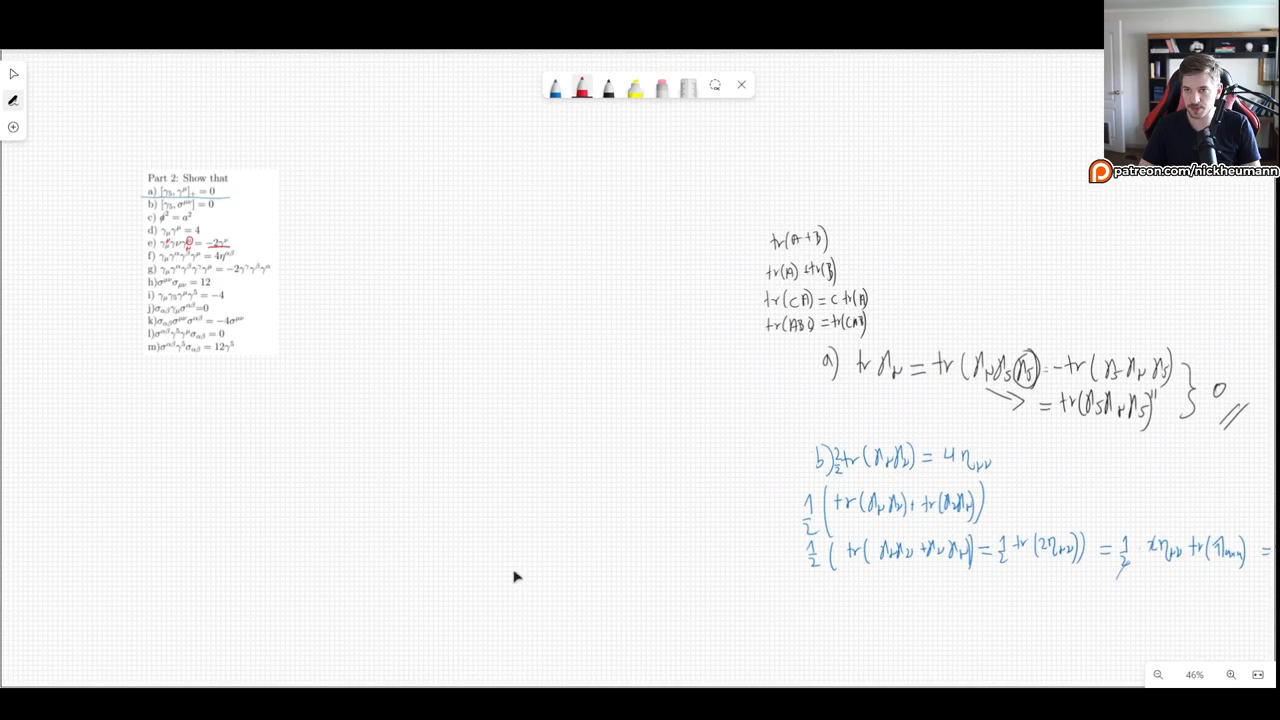 patreon.com/nickheumann
Part 2: Show that
a) [γ₅, γ^μ]₊ = 0
b) [γ₅, σ^μν] = 0
c) a̸² = a²
d) γ_μγ^μ = 4
e) γ_μγ^νγ^μ = −2γ^ν
f) γ_μγ^αγ^βγ^μ = 4η^αβ
g) γ_μγ^αγ^βγ^γγ^μ = −2γ^γγ^βγ^α
h)σ^μνσ_μν = 12
i) γ_μγ₅γ^μγ^5 = −4
j)σ_αβγ_μσ^αβ=0
k)σ_αβσ^μνσ^αβ = −4σ^μν
l)σ^αβγ^5γ^μσ_αβ = 0
m)σ^αβγ^5σ_αβ = 12γ^5
tr(A+B)
tr(A)+tr(B)
tr(cA) = c tr(A)
tr(ABC) = tr(CAB)
a) tr γ_μ = tr(γ_μγ₅γ₅) = −tr(γ₅γ_μγ₅) } 0
= tr(γ₅γ_μγ₅)
b) 2/2 tr(γ_μγ_ν) = 4η_μν
1/2 (tr(γ_μγ_ν)+tr(γ_νγ_μ))
1/2 (tr(γ_μγ_ν+γ_νγ_μ) = 1/2 tr(2η_μν)) = 1/2 · 2η_μν tr(𝟙_4x4) =
46%